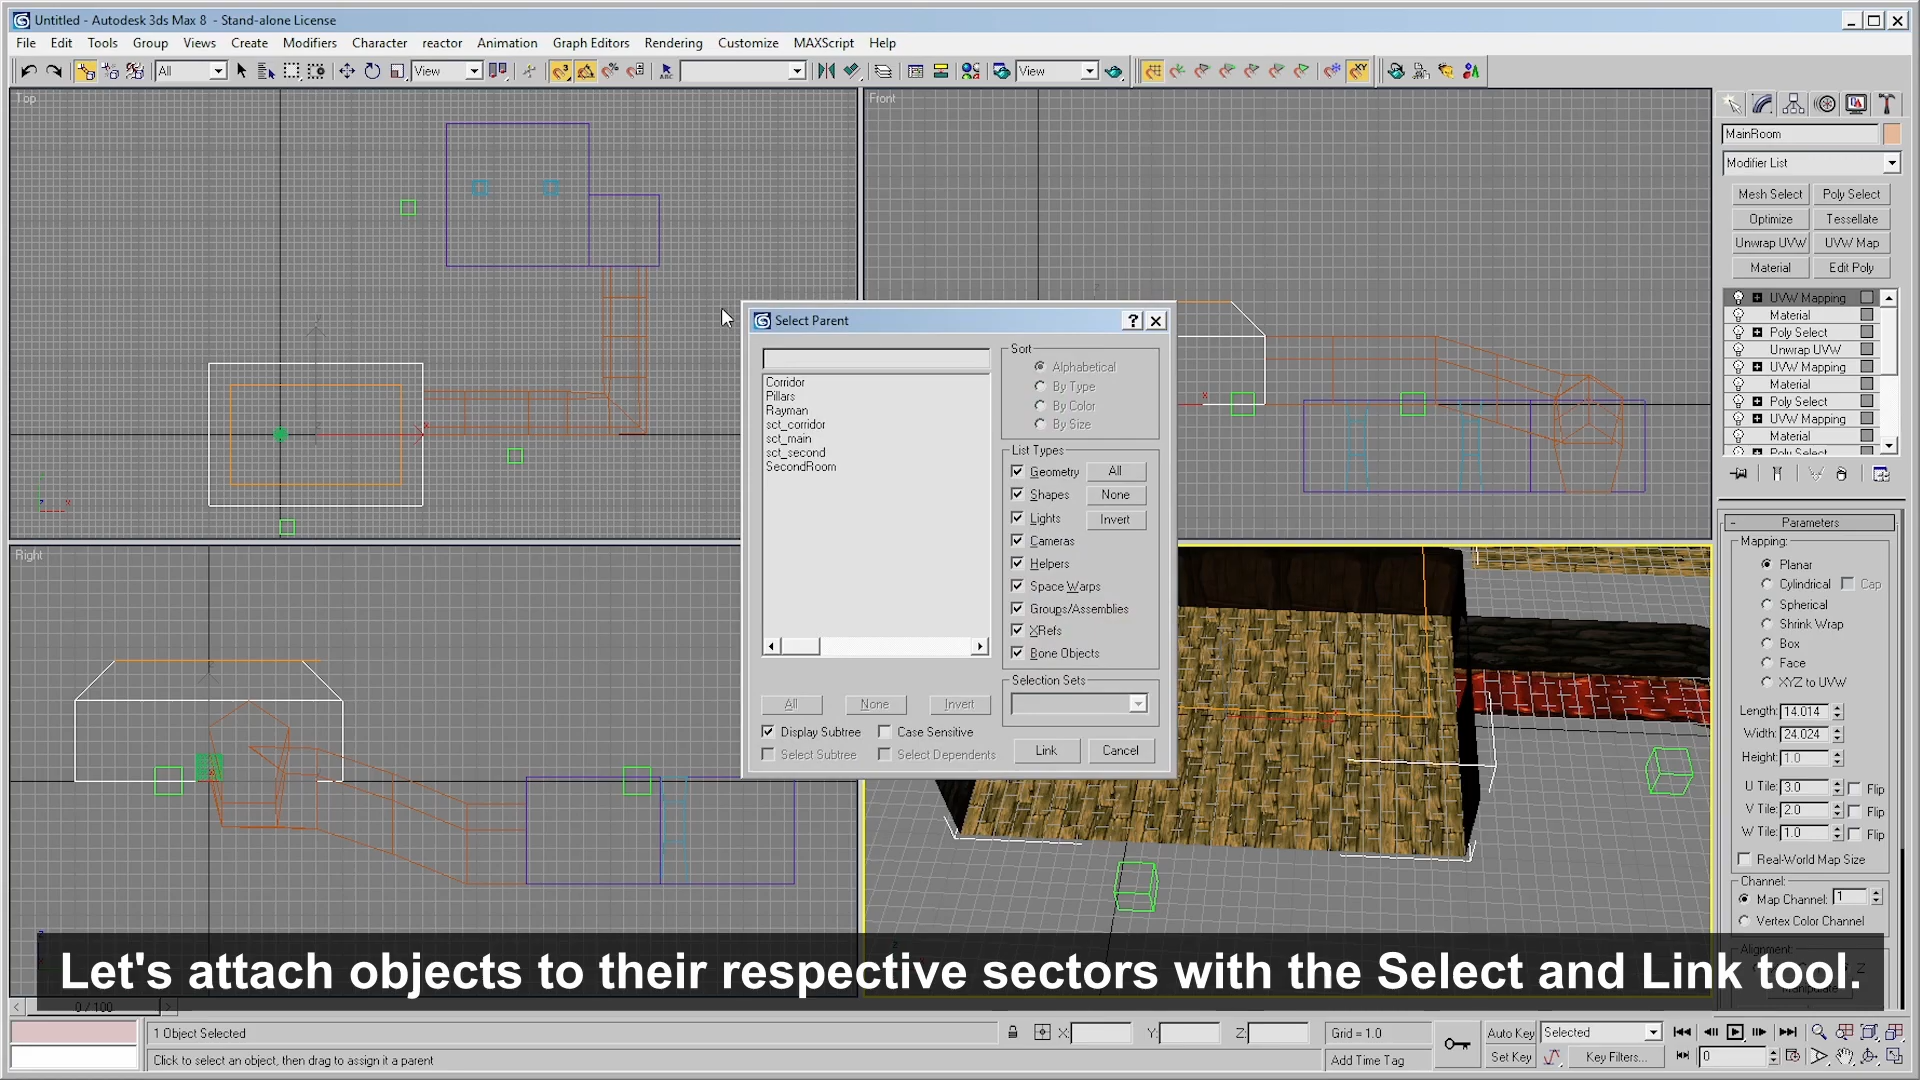 Untitled - Autodesk 3ds Max 8 - Stand-alone License
File Edit Tools Group Views Create Modifiers Character reactor Animation Graph Editors Rendering Customize MAXScript Help
All View View
Top
Front
MainRoom
Modifier List
Mesh Select Poly Select
Optimize Tessellate
Unwrap UVW UVW Map
Material Edit Poly
UVW Mapping
Material
Poly Select
Unwrap UVW
UVW Mapping
Material
Poly Select
UVW Mapping
Material
Poly Select
Select Parent
Corridor
Pillars
Rayman
sct_corridor
sct_main
sct_second
SecondRoom
Sort
Alphabetical
By Type
By Color
By Size
List Types
Geometry All
Shapes None
Lights Invert
Cameras
Helpers
Space Warps
Groups/Assemblies
XRefs
Bone Objects
Selection Sets
All None Invert
Display Subtree Case Sensitive
Select Subtree Select Dependents
Link Cancel
Right
Parameters
Mapping:
Planar
Cylindrical Cap
Spherical
Shrink Wrap
Box
Face
XYZ to UVW
Length: 14.014
Width: 24.024
Height: 1.0
U Tile: 3.0 Flip
V Tile: 2.0 Flip
W Tile: 1.0 Flip
Real-World Map Size
Channel:
Map Channel: 1
Vertex Color Channel
Alignment:
Let's attach objects to their respective sectors with the Select and Link tool.
0 / 100
1 Object Selected
X: Y: Z: Grid = 1.0
Auto Key Selected
Click to select an object, then drag to assign it a parent
Add Time Tag
Set Key Key Filters... 0